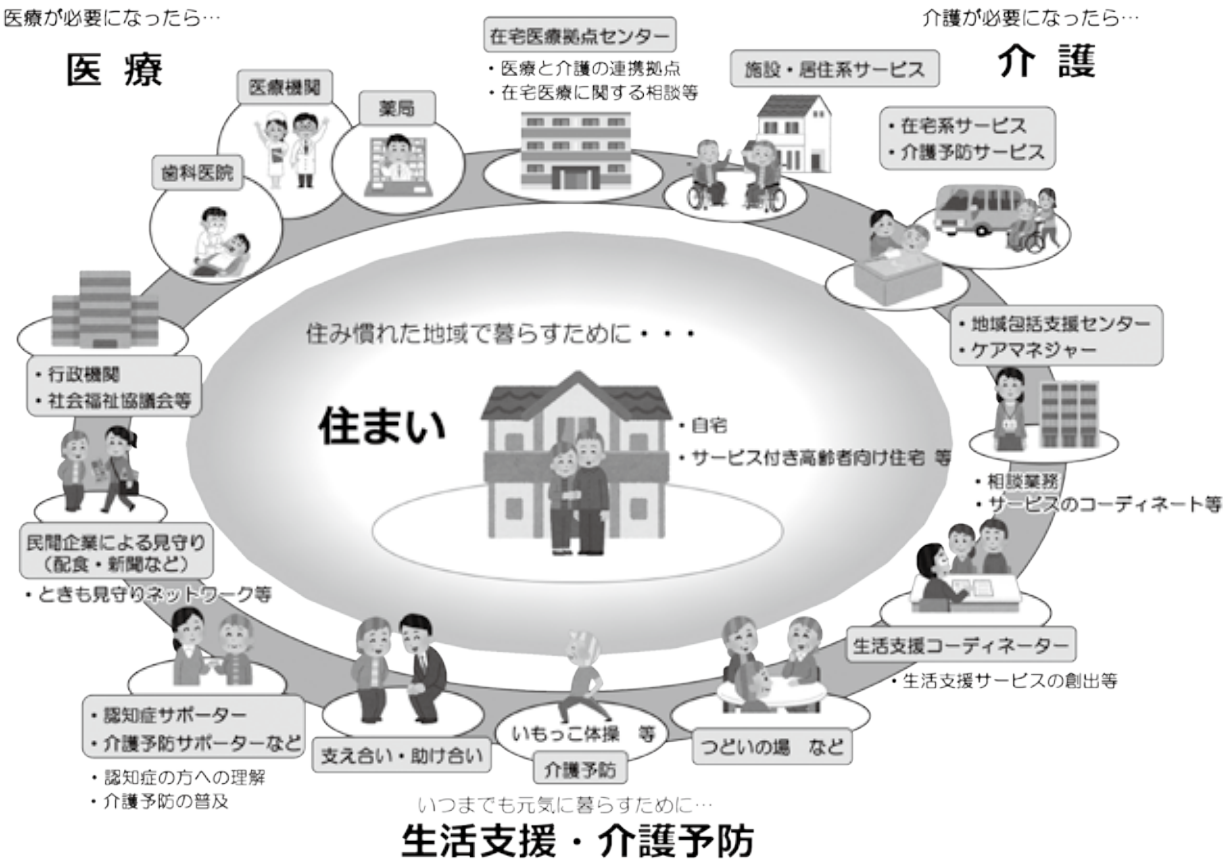 医療が必要になったら…
医 療
医療機関
薬局
歯科医院
在宅医療拠点センター
・医療と介護の連携拠点
・在宅医療に関する相談等
施設・居住系サービス
介護が必要になったら…
介 護
・在宅系サービス
・介護予防サービス
・地域包括支援センター
・ケアマネジャー
・相談業務
・サービスのコーディネート等
・行政機関
・社会福祉協議会等
住み慣れた地域で暮らすために・・・
住まい
・自宅
・サービス付き高齢者向け住宅 等
民間企業による見守り
（配食・新聞など）
・ときも見守りネットワーク等
生活支援コーディネーター
・生活支援サービスの創出等
・認知症サポーター
・介護予防サポーターなど
・認知症の方への理解
・介護予防の普及
支え合い・助け合い
いもっこ体操 等
介護予防
つどいの場 など
いつまでも元気に暮らすために…
生活支援・介護予防